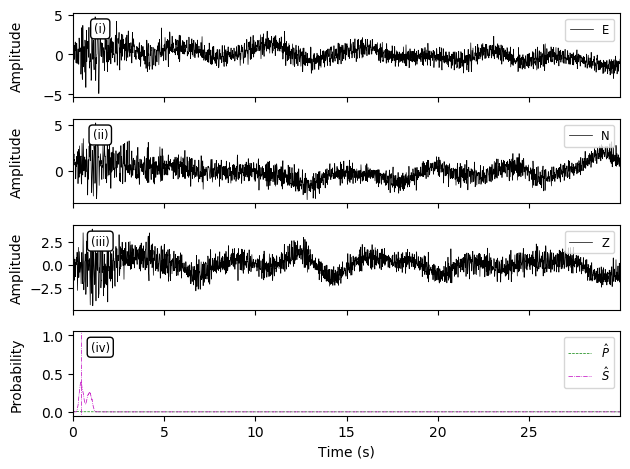 5
0
−5
Amplitude
(i)
E
5
0
Amplitude
(ii)
N
2.5
0.0
−2.5
Amplitude
(iii)
Z
1.0
0.5
0.0
Probability
(iv)
P̂
Ŝ
0 5 10 15 20 25
Time (s)